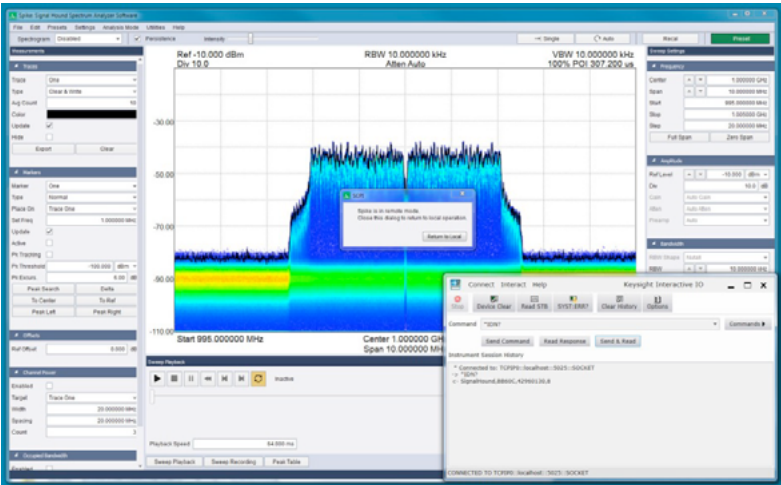 Spike: Signal Hound Spectrum Analyzer Software
File Edit Presets Settings Analysis Mode Utilities Help
Spectrogram Disabled Persistence Intensity Single Auto Recal Preset
Measurements
Traces
Trace One
Type Clear & Write
Avg Count 10
Color
Update
Hide
Export Clear
Markers
Marker One
Type Normal
Place On Trace One
Set Freq 1.000000 MHz
Update
Active
Pk Tracking
Pk Threshold -100.000 dBm
Pk Excurs. 6.00 dB
Peak Search Delta
To Center To Ref
Peak Left Peak Right
Offsets
Ref Offset 0.000 dB
Channel Power
Enabled
Target Trace One
Width 20.000000 MHz
Spacing 20.000000 MHz
Count 3
Occupied Bandwidth
Enabled
Ref -10.000 dBm RBW 10.000000 kHz VBW 10.000000 kHz
Div 10.0 Atten Auto 100% POI 307.200 us
-30.00
-50.00
-70.00
-90.00
-110.00
Start 995.000000 MHz Center 1.000000 GH
Span 10.000000 MH
Spike is in remote mode.
Close this dialog to return to local operation.
Return to Local
Sweep Playback
Inactive
Playback Speed 64.000 ms
Sweep Playback Sweep Recording Peak Table
Sweep Settings
Frequency
Center 1.000000 GHz
Span 10.000000 MHz
Start 995.000000 MHz
Stop 1.005000 GHz
Step 20.000000 MHz
Full Span Zero Span
Amplitude
Ref Level -10.000 dBm
Div 10.0 dB
Gain Auto Gain
Atten Auto Atten
Preamp Auto
Bandwidth
RBW Shape
RBW 10.000000 kHz
Connect Interact Help Keysight Interactive IO
Stop Device Clear Read STB SYST:ERR? Clear History Options
Command *IDN? Commands
Send Command Read Response Send & Read
Instrument Session History
* Connected to: TCPIP0::localhost::5025::SOCKET
-> *IDN?
<- SignalHound,BB60C,42960130,8
CONNECTED TO TCPIP0::localhost::5025::SOCKET